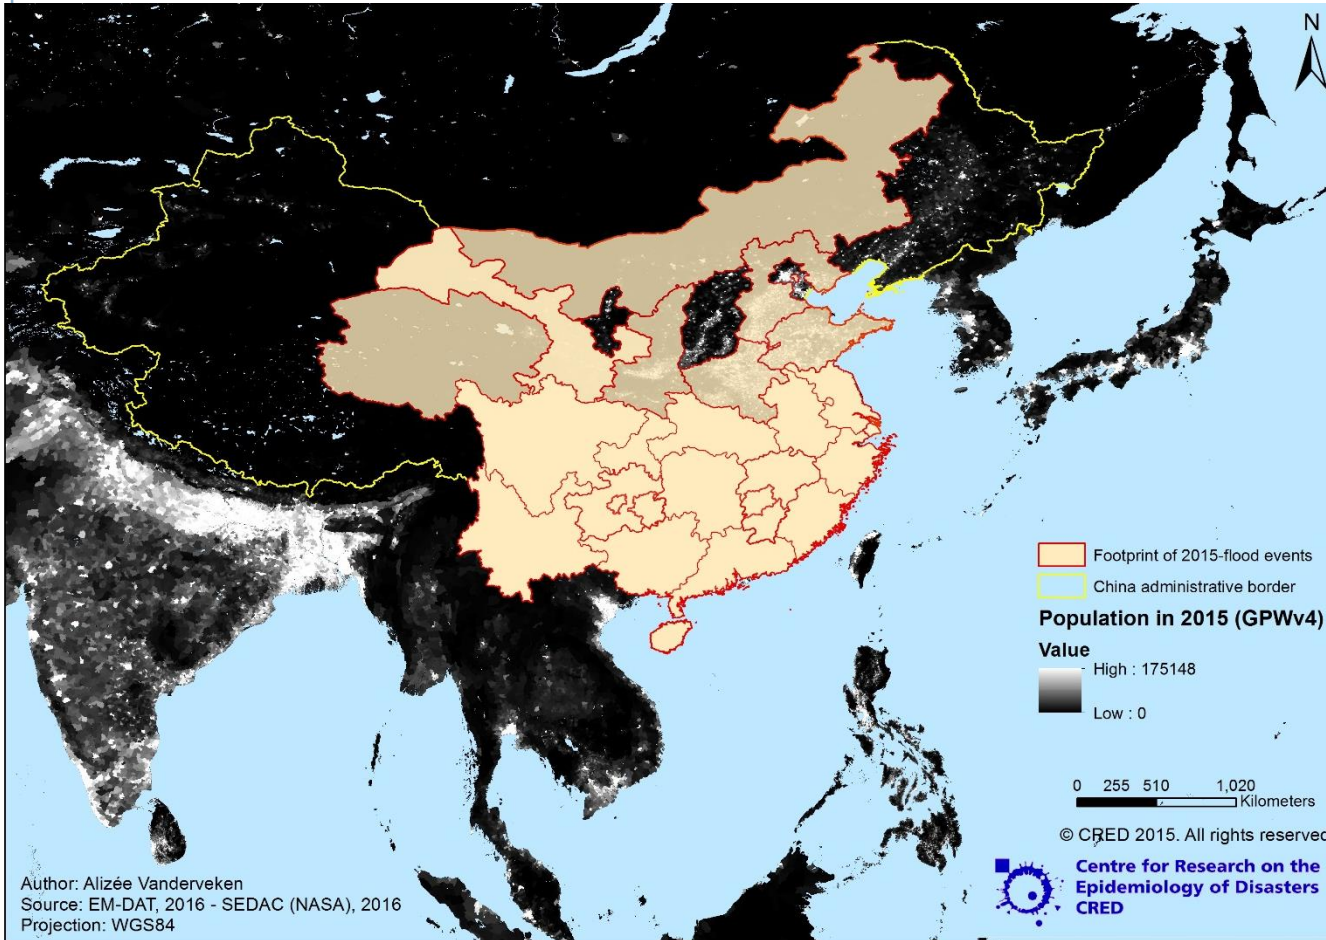 N
Footprint of 2015-flood events
China administrative border
Population in 2015 (GPWv4)
Value
High : 175148
Low : 0
0 255 510 1,020
Kilometers
© CRED 2015. All rights reserved
Centre for Research on the
Epidemiology of Disasters
CRED
Author: Alizée Vanderveken
Source: EM-DAT, 2016 - SEDAC (NASA), 2016
Projection: WGS84